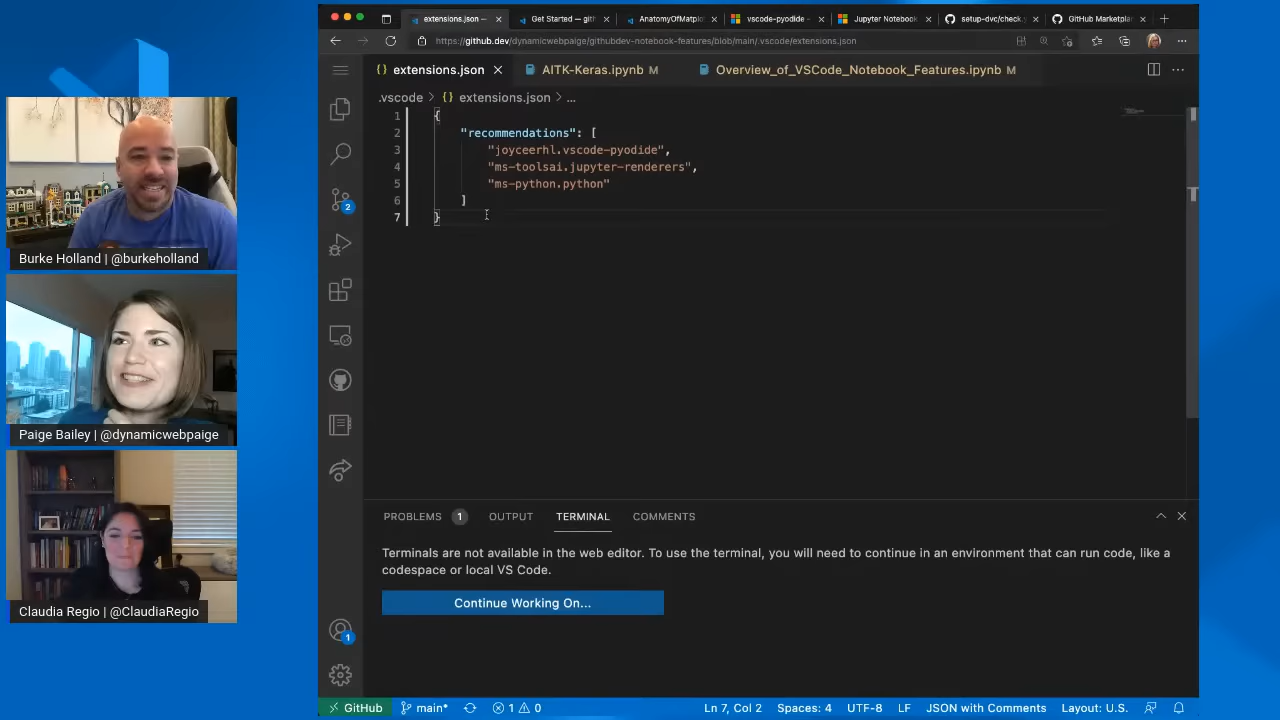 Burke Holland | @burkeholland
Paige Bailey | @dynamicwebpaige
Claudia Regio | @ClaudiaRegio
extensions.json —
Get Started — gith
AnatomyOfMatpl
vscode-pyodide -
Jupyter Notebook
setup-dvc/check.
GitHub Marketpla
https://github.dev/dynamicwebpaige/githubdev-notebook-features/blob/main/.vscode/extensions.json
{} extensions.json
AITK-Keras.ipynb M
Overview_of_VSCode_Notebook_Features.ipynb M
.vscode > {} extensions.json > ...
1 {
2 "recommendations": [
3 "joyceerhl.vscode-pyodide",
4 "ms-toolsai.jupyter-renderers",
5 "ms-python.python"
6 ]
7 }
2
1
PROBLEMS 1 OUTPUT TERMINAL COMMENTS
Terminals are not available in the web editor. To use the terminal, you will need to continue in an environment that can run code, like a
codespace or local VS Code.
Continue Working On...
GitHub main* 1 0 Ln 7, Col 2 Spaces: 4 UTF-8 LF JSON with Comments Layout: U.S.